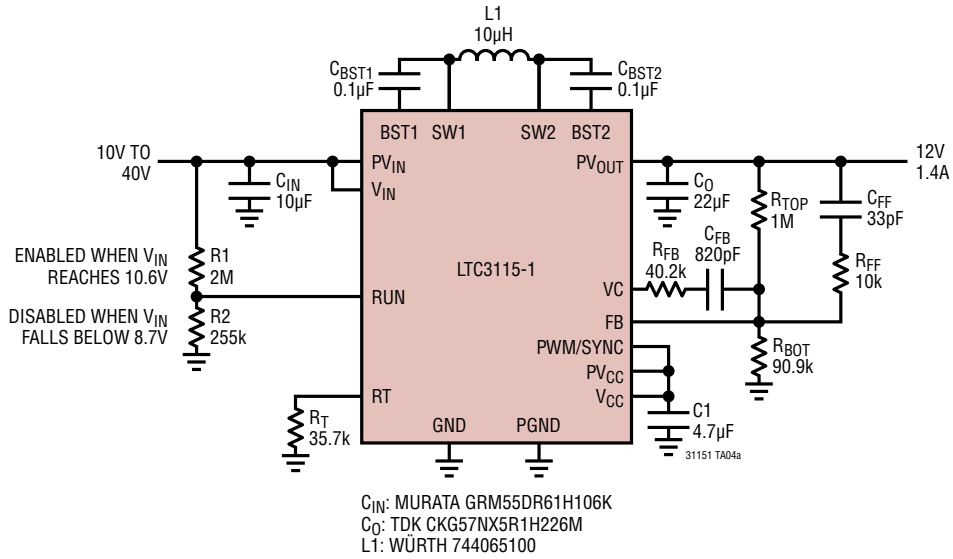 L1
10µH
CBST1
0.1µF
CBST2
0.1µF
BST1 SW1 SW2 BST2
10V TO
40V
PVIN
VIN
CIN
10µF
PVOUT
12V
1.4A
CO
22µF
RTOP
1M
CFF
33pF
RFB
40.2k
CFB
820pF
RFF
10k
ENABLED WHEN VIN
REACHES 10.6V
R1
2M
LTC3115-1
VC
RUN
DISABLED WHEN VIN
FALLS BELOW 8.7V
R2
255k
FB
PWM/SYNC
PVCC
VCC
RBOT
90.9k
RT
RT
35.7k
GND PGND
C1
4.7µF
31151 TA04a
CIN: MURATA GRM55DR61H106K
CO: TDK CKG57NX5R1H226M
L1: WÜRTH 744065100